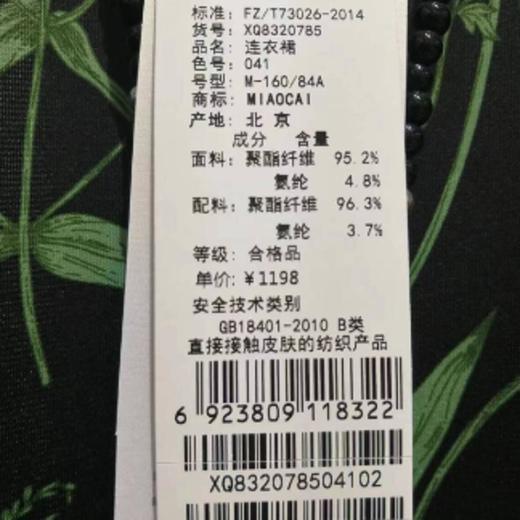 标准: FZ/T73026-2014
货号: XQ8320785
品名: 连衣裙
色号: 041
号型: M-160/84A
商标: MIAOCAI
产地: 北京
成分 含量
面料: 聚酯纤维 95.2%
氨纶 4.8%
配料: 聚酯纤维 96.3%
氨纶 3.7%
等级: 合格品
单价: ¥1198
安全技术类别
GB18401-2010 B类
直接接触皮肤的纺织产品
6 923809 118322
XQ832078504102